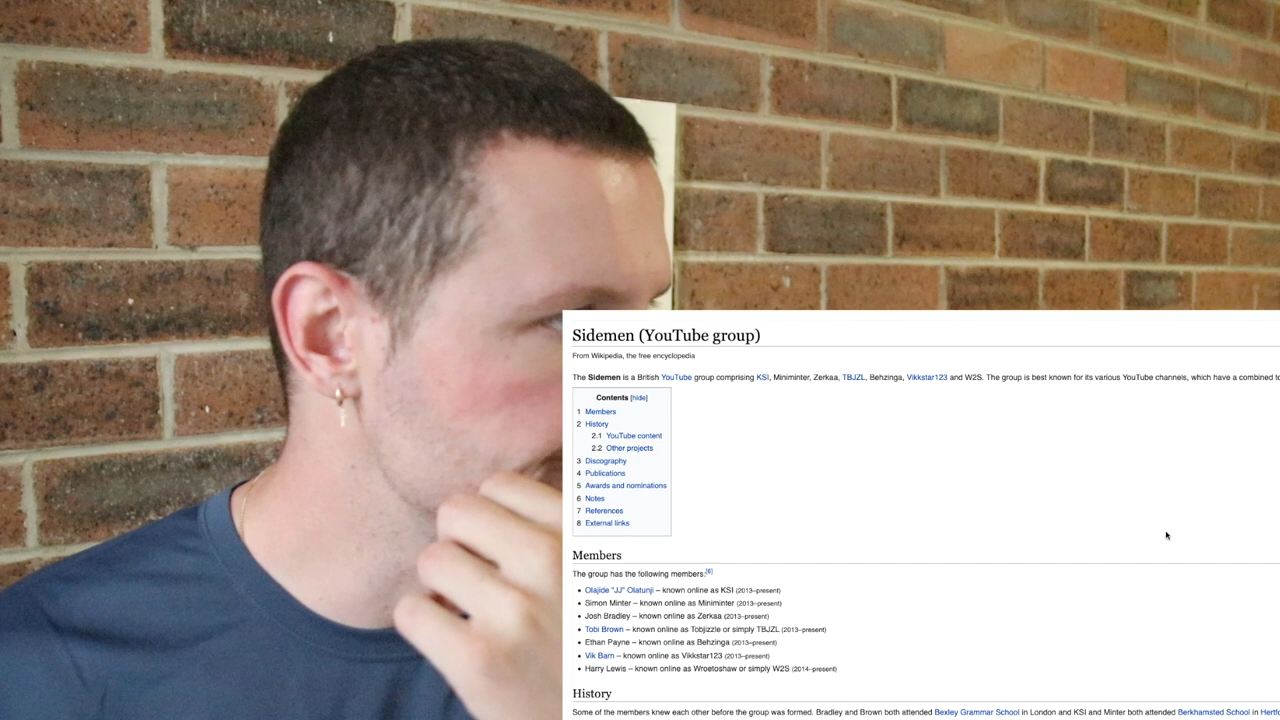 Sidemen (YouTube group)
From Wikipedia, the free encyclopedia
The Sidemen is a British YouTube group comprising KSI, Miniminter, Zerkaa, TBJZL, Behzinga, Vikkstar123 and W2S. The group is best known for its various YouTube channels, which have a combined
Contents [hide]
1 Members
2 History
2.1 YouTube content
2.2 Other projects
3 Discography
4 Publications
5 Awards and nominations
6 Notes
7 References
8 External links
Members
The group has the following members:[6]
• Olajide "JJ" Olatunji – known online as KSI (2013–present)
• Simon Minter – known online as Miniminter (2013–present)
• Josh Bradley – known online as Zerkaa (2013–present)
• Tobi Brown – known online as Tobjizzle or simply TBJZL (2013–present)
• Ethan Payne – known online as Behzinga (2013–present)
• Vik Barn – known online as Vikkstar123 (2013–present)
• Harry Lewis – known online as Wroetoshaw or simply W2S (2014–present)
History
Some of the members knew each other before the group was formed. Bradley and Brown both attended Bexley Grammar School in London and KSI and Minter both attended Berkhamsted School in